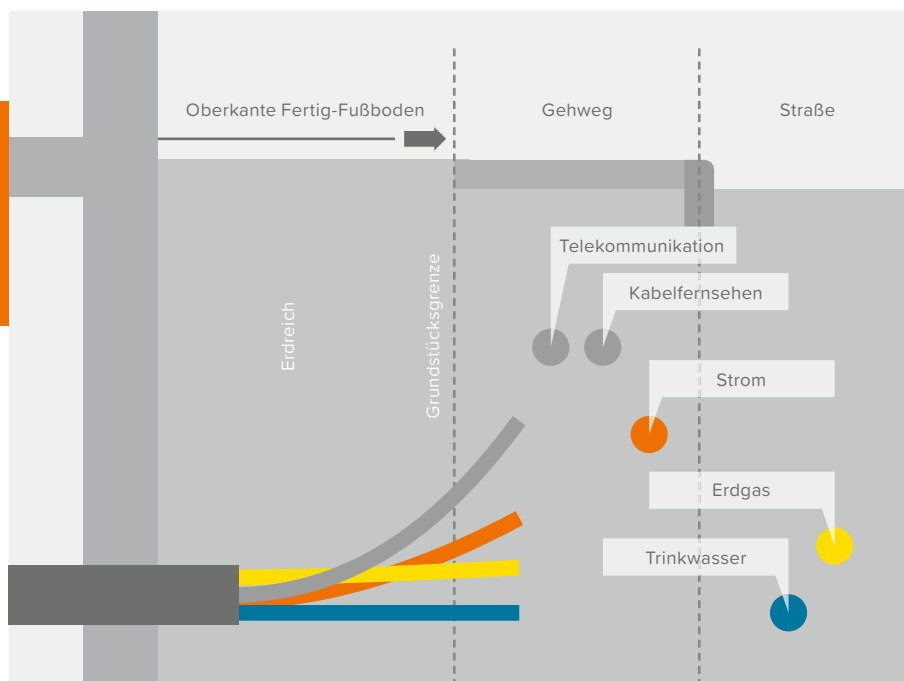 Oberkante Fertig-Fußboden
Gehweg
Straße
Telekommunikation
Kabelfernsehen
Grundstücksgrenze
Erdreich
Strom
Erdgas
Trinkwasser